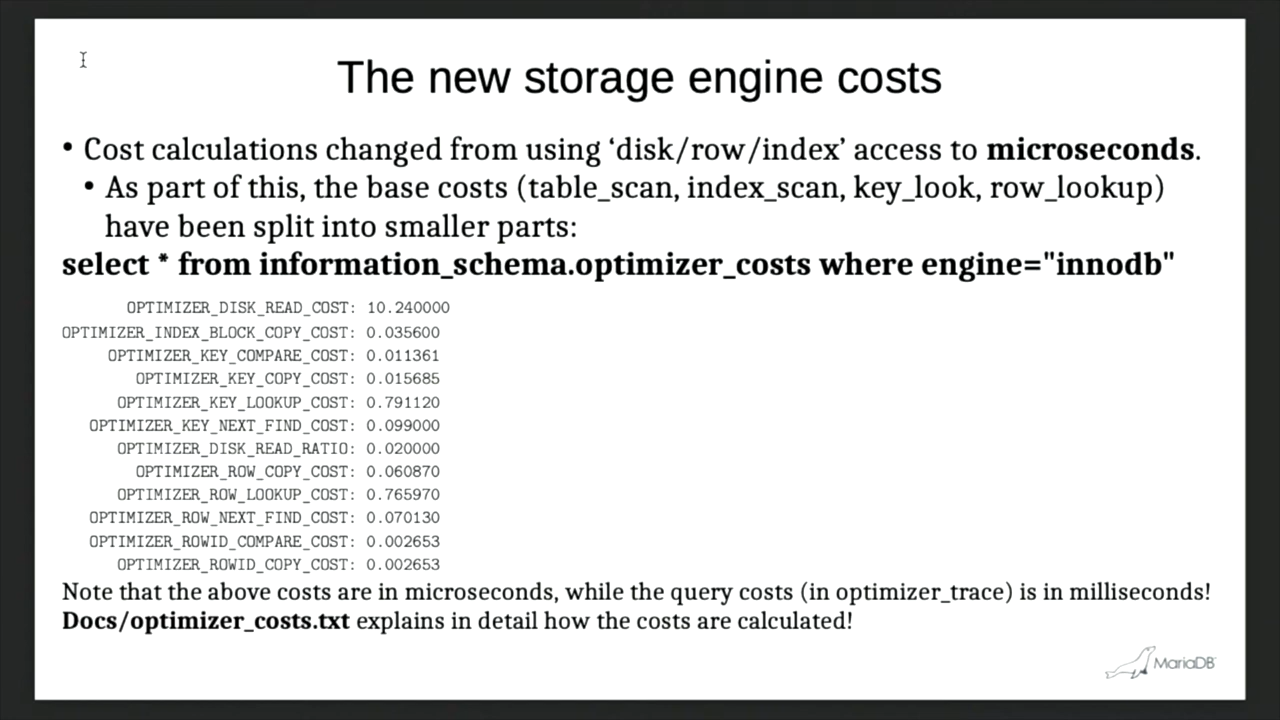 The new storage engine costs
• Cost calculations changed from using ‘disk/row/index’ access to microseconds.
• As part of this, the base costs (table_scan, index_scan, key_look, row_lookup)
have been split into smaller parts:
select * from information_schema.optimizer_costs where engine="innodb"
OPTIMIZER_DISK_READ_COST: 10.240000
OPTIMIZER_INDEX_BLOCK_COPY_COST: 0.035600
OPTIMIZER_KEY_COMPARE_COST: 0.011361
OPTIMIZER_KEY_COPY_COST: 0.015685
OPTIMIZER_KEY_LOOKUP_COST: 0.791120
OPTIMIZER_KEY_NEXT_FIND_COST: 0.099000
OPTIMIZER_DISK_READ_RATIO: 0.020000
OPTIMIZER_ROW_COPY_COST: 0.060870
OPTIMIZER_ROW_LOOKUP_COST: 0.765970
OPTIMIZER_ROW_NEXT_FIND_COST: 0.070130
OPTIMIZER_ROWID_COMPARE_COST: 0.002653
OPTIMIZER_ROWID_COPY_COST: 0.002653
Note that the above costs are in microseconds, while the query costs (in optimizer_trace) is in milliseconds!
Docs/optimizer_costs.txt explains in detail how the costs are calculated!
MariaDB